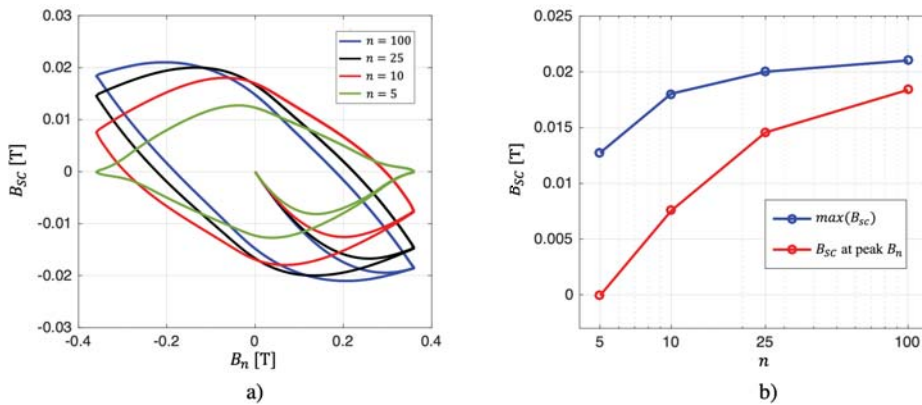 0.03
0.02
0.01
0
-0.01
-0.02
-0.03
B_SC [T]
-0.4
-0.2
0
0.2
0.4
B_n [T]
n = 100
n = 25
n = 10
n = 5
a)
0.025
0.02
0.015
0.01
0.005
0
B_SC [T]
5
10
25
100
n
max(B_sc)
B_SC at peak B_n
b)